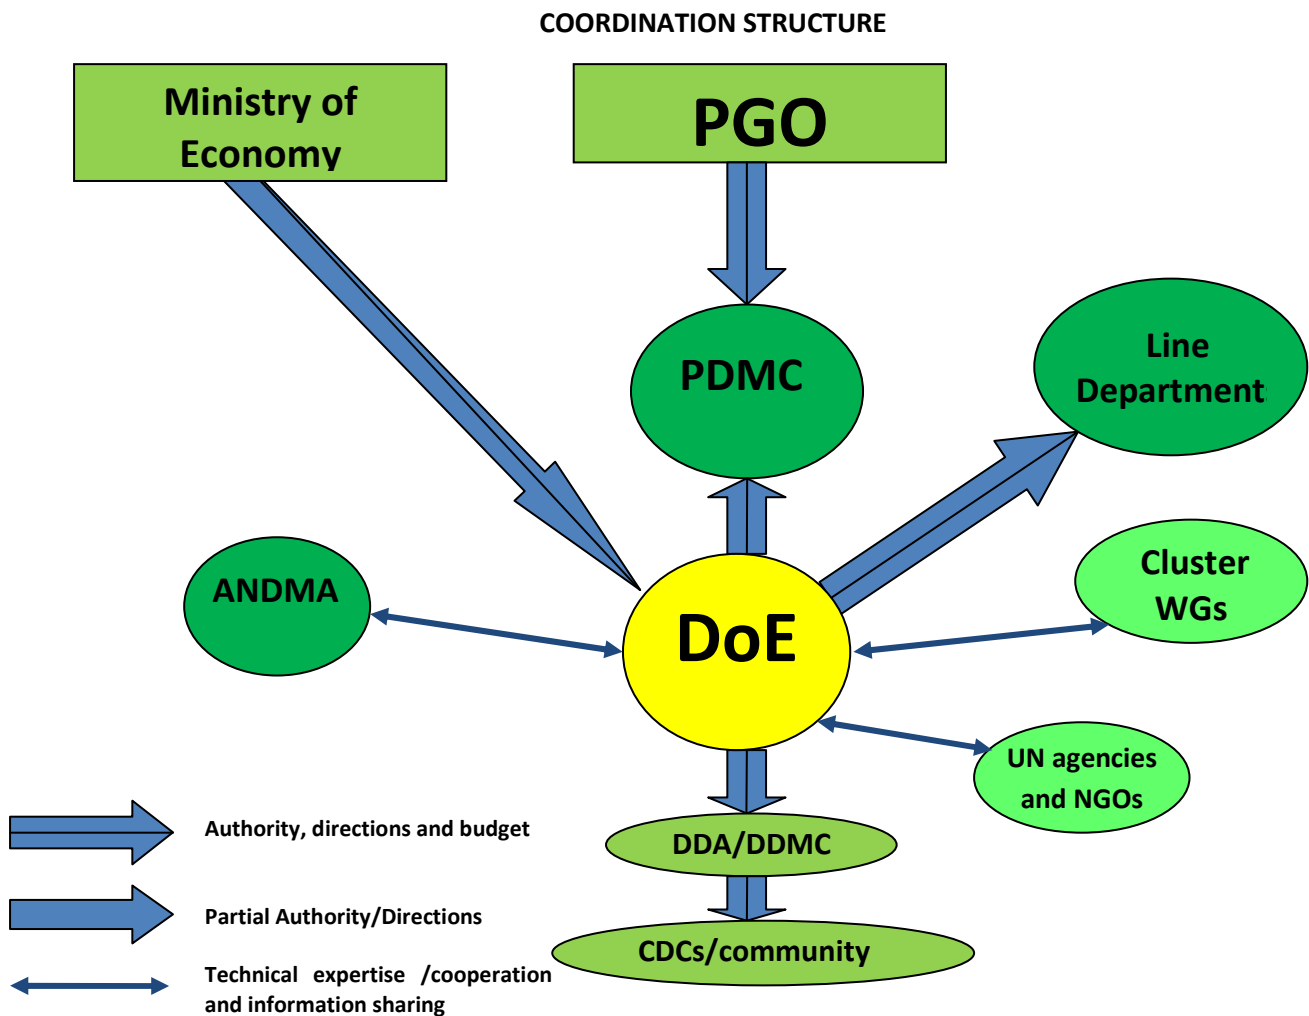 COORDINATION STRUCTURE
Ministry of
Economy
PGO
PDMC
Line
Department
ANDMA
Cluster
WGs
DoE
UN agencies
and NGOs
DDA/DDMC
CDCs/community
Authority, directions and budget
Partial Authority/Directions
Technical expertise /cooperation
and information sharing